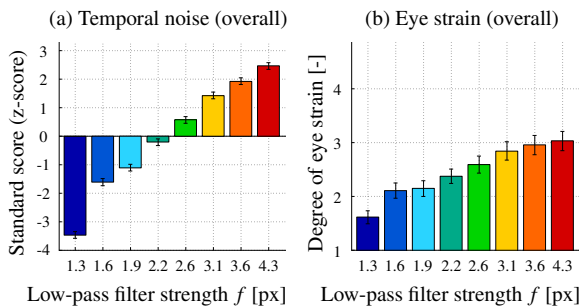 (a) Temporal noise (overall)
Standard score (z-score)
3
2
1
0
-1
-2
-3
-4
1.3 1.6 1.9 2.2 2.6 3.1 3.6 4.3
Low-pass filter strength f [px]
(b) Eye strain (overall)
Degree of eye strain [-]
4
3
2
1
1.3 1.6 1.9 2.2 2.6 3.1 3.6 4.3
Low-pass filter strength f [px]